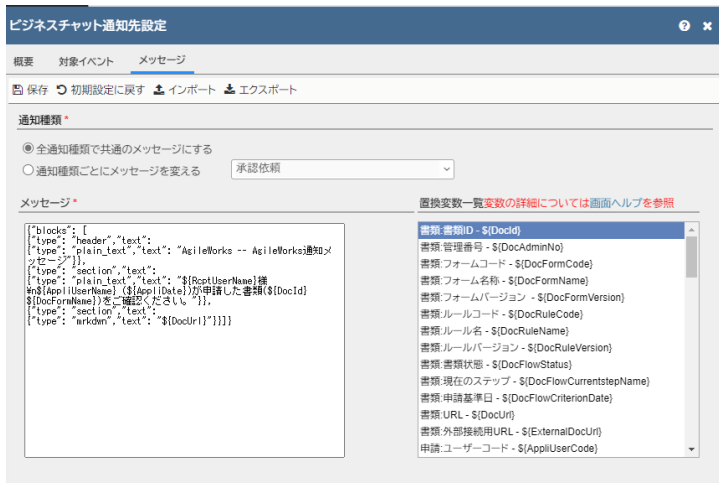 ビジネスチャット通知先設定
概要 対象イベント メッセージ
保存 初期設定に戻す インポート エクスポート
通知種類 *
全通知種類で共通のメッセージにする
通知種類ごとにメッセージを変える 承認依頼
メッセージ *
{"blocks": [
{"type": "header","text":
{"type": "plain_text","text": "AgileWorks -- AgileWorks通知メ
ッセージ"}},
{"type": "section","text":
{"type": "plain_text","text": "${RcptUserName}様
¥n${AppliUserName} (${AppliDate})が申請した書類(${DocId}
${DocFormName})をご確認ください。"}},
{"type": "section","text":
{"type": "mrkdwn","text": "${DocUrl}"}}]}
置換変数一覧変数の詳細については画面ヘルプを参照
書類:書類ID - ${DocId}
書類:管理番号 - ${DocAdminNo}
書類:フォームコード - ${DocFormCode}
書類:フォーム名称 - ${DocFormName}
書類:フォームバージョン - ${DocFormVersion}
書類:ルールコード - ${DocRuleCode}
書類:ルール名 - ${DocRuleName}
書類:ルールバージョン - ${DocRuleVersion}
書類:書類状態 - ${DocFlowStatus}
書類:現在のステップ - ${DocFlowCurrentstepName}
書類:申請基準日 - ${DocFlowCriterionDate}
書類:URL - ${DocUrl}
書類:外部接続用URL - ${ExternalDocUrl}
申請:ユーザーコード - ${AppliUserCode}